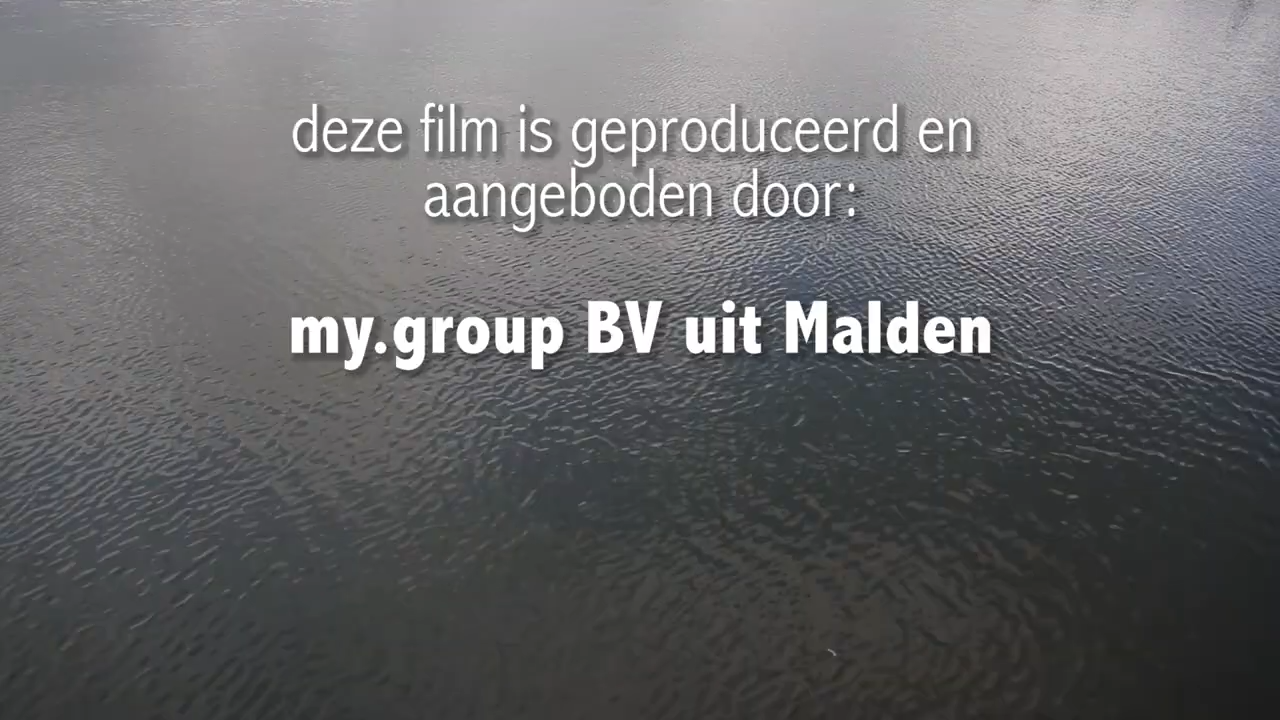 deze film is geproduceerd en
aangeboden door:
my.group BV uit Malden